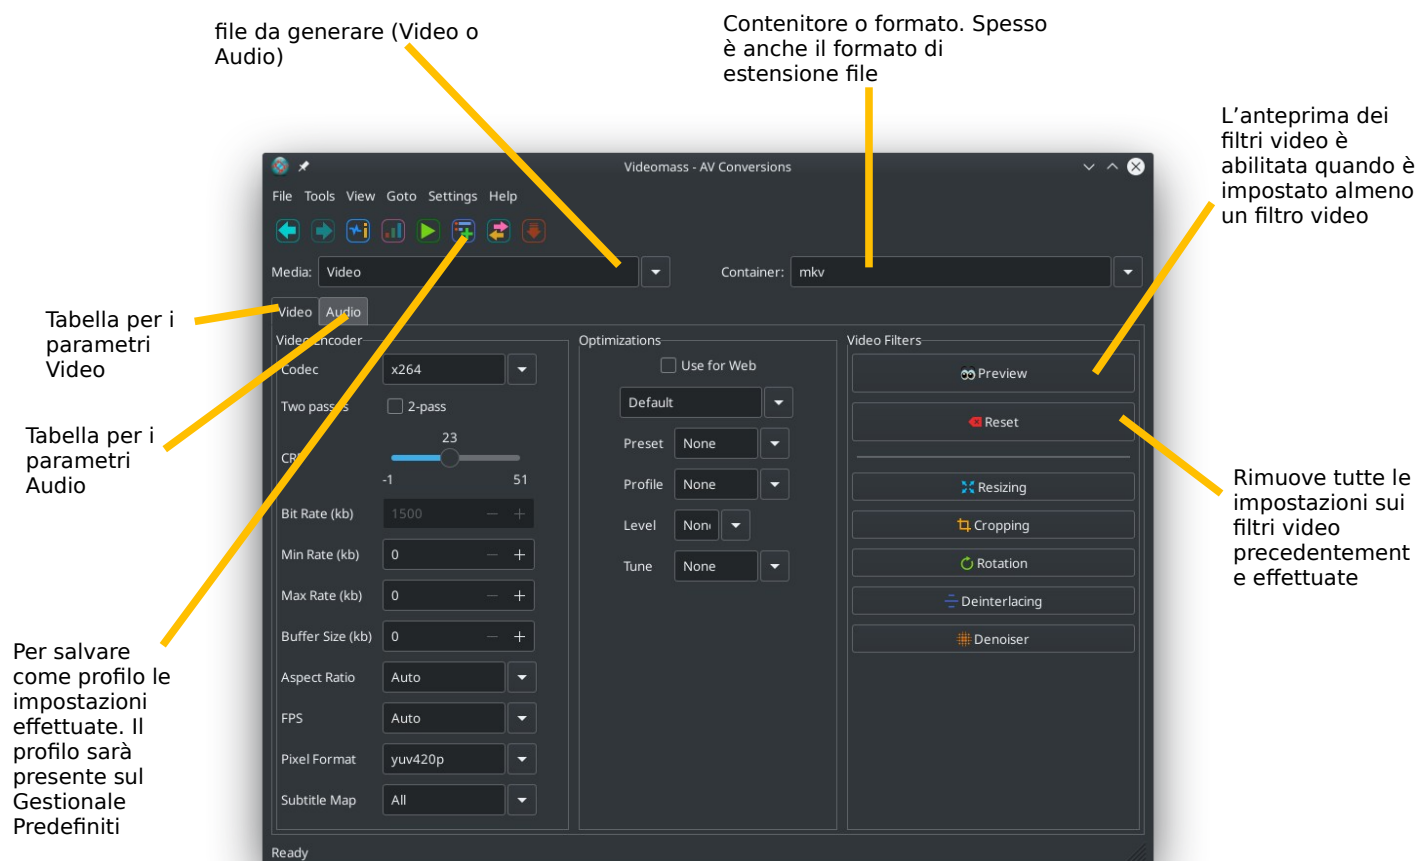 file da generare (Video o
Audio)
Contenitore o formato. Spesso
è anche il formato di
estensione file
L’anteprima dei
filtri video è
abilitata quando è
impostato almeno
un filtro video
Videomass - AV Conversions
File Tools View Goto Settings Help
Media: Video
Container: mkv
Video Audio
Tabella per i
parametri
Video
Tabella per i
parametri
Audio
Per salvare
come profilo le
impostazioni
effettuate. Il
profilo sarà
presente sul
Gestionale
Predefiniti
Video Encoder
Codec x264
Two passes 2-pass
23
-1 51
Bit Rate (kb) 1500
Min Rate (kb) 0
Max Rate (kb) 0
Buffer Size (kb) 0
Aspect Ratio Auto
FPS Auto
Pixel Format yuv420p
Subtitle Map All
Optimizations
Use for Web
Default
Preset None
Profile None
Level Non
Tune None
Video Filters
Preview
Reset
Resizing
Cropping
Rotation
Deinterlacing
Denoiser
Rimuove tutte le
impostazioni sui
filtri video
precedentement
e effettuate
Ready